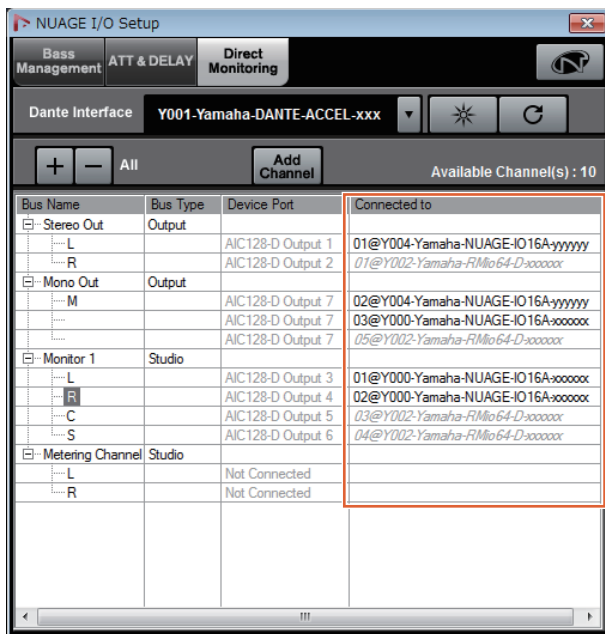 NUAGE I/O Setup
Bass Management ATT & DELAY Direct Monitoring
Dante Interface Y001-Yamaha-DANTE-ACCEL-xxx
+ − All Add Channel Available Channel(s) : 10
Bus Name Bus Type Device Port Connected to
Stereo Out Output
L AIC128-D Output 1 01@Y004-Yamaha-NUAGE-IO16A-yyyyyy
R AIC128-D Output 2 01@Y002-Yamaha-RMio64-D-xxxxxx
Mono Out Output
M AIC128-D Output 7 02@Y004-Yamaha-NUAGE-IO16A-yyyyyy
AIC128-D Output 7 03@Y000-Yamaha-NUAGE-IO16A-xxxxxx
AIC128-D Output 7 05@Y002-Yamaha-RMio64-D-xxxxxx
Monitor 1 Studio
L AIC128-D Output 3 01@Y000-Yamaha-NUAGE-IO16A-xxxxxx
R AIC128-D Output 4 02@Y000-Yamaha-NUAGE-IO16A-xxxxxx
C AIC128-D Output 5 03@Y002-Yamaha-RMio64-D-xxxxxx
S AIC128-D Output 6 04@Y002-Yamaha-RMio64-D-xxxxxx
Metering Channel Studio
L Not Connected
R Not Connected